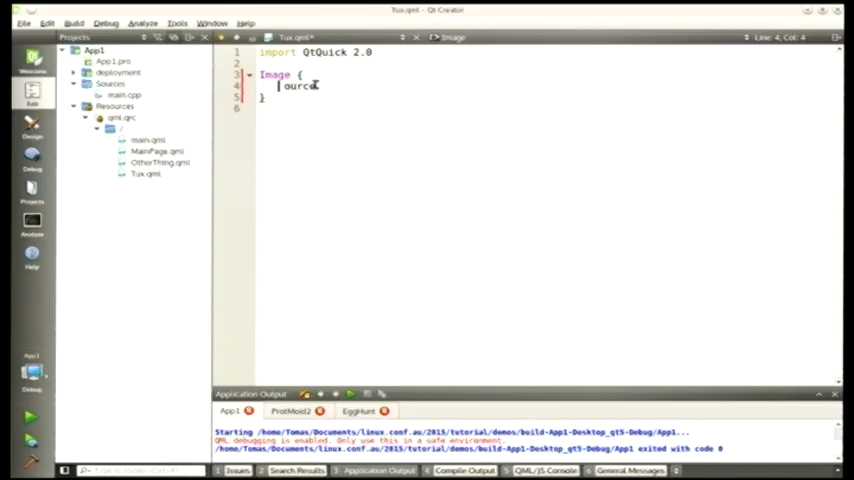 Tux.qml - Qt Creator
File Edit Build Debug Analyze Tools Window Help
Projects
Tux.qml*
Image
Line: 4, Col: 4
Welcome
Edit
Design
Debug
Projects
Analyze
Help
App1
Debug
App1
App1.pro
deployment
Sources
main.cpp
Resources
qml.qrc
/
main.qml
MainPage.qml
OtherThing.qml
Tux.qml
1 import QtQuick 2.0
2
3 Image {
4 ource
5 }
6
Application Output
App1
ProtMoid2
EggHunt
Starting /home/Tomas/Documents/linux.conf.au/2015/tutorial/demos/build-App1-Desktop_qt5-Debug/App1...
QML debugging is enabled. Only use this in a safe environment.
/home/Tomas/Documents/linux.conf.au/2015/tutorial/demos/build-App1-Desktop_qt5-Debug/App1 exited with code 0
Type to locate (Ctrl+K)
1 Issues 2 Search Results 3 Application Output 4 Compile Output 5 QML/JS Console 6 General Messages